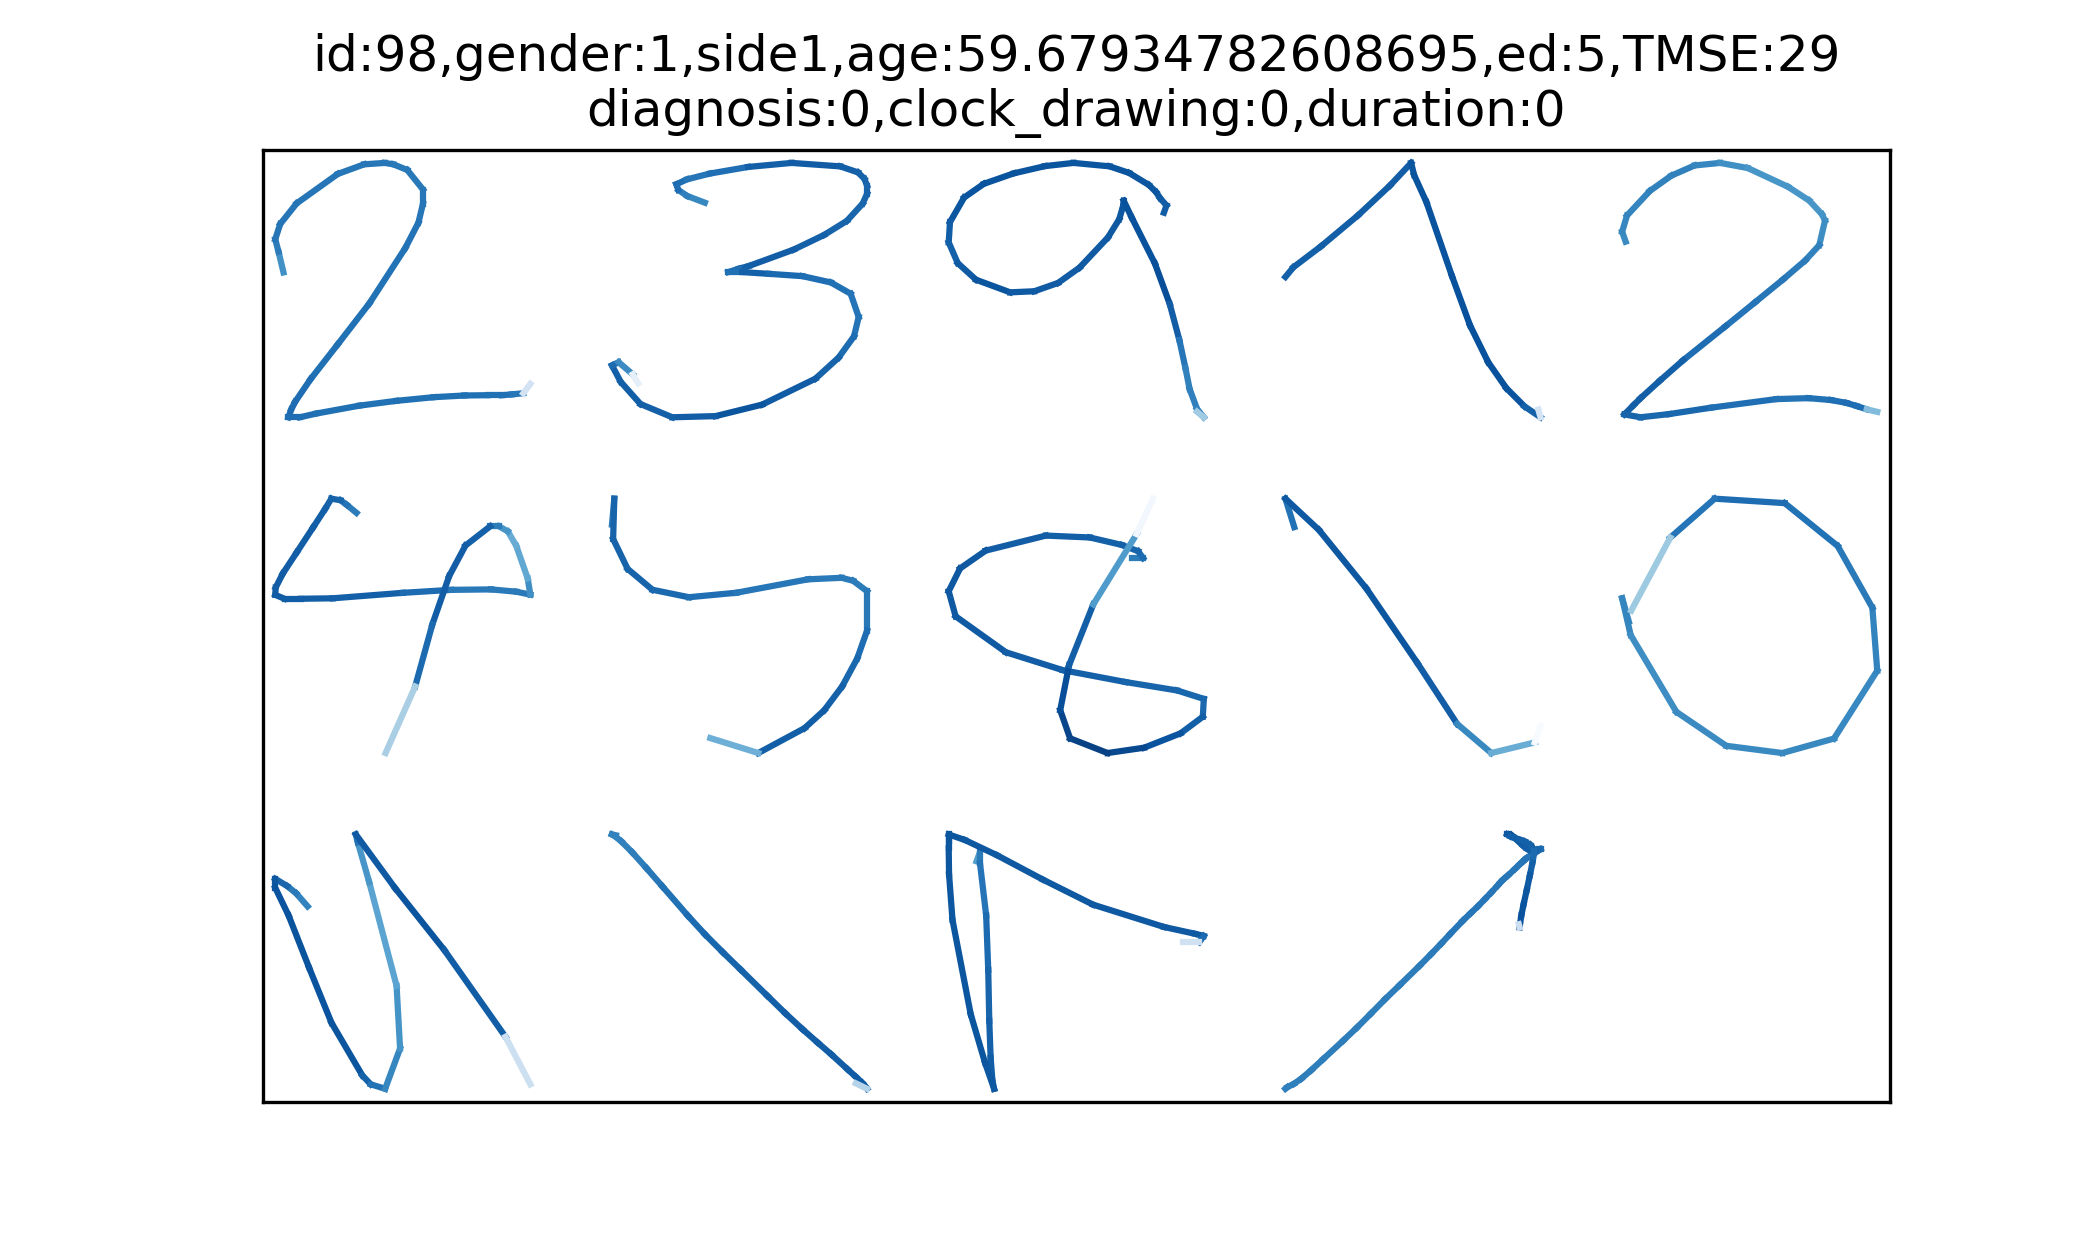 id:98,gender:1,side1,age:59.67934782608695,ed:5,TMSE:29
diagnosis:0,clock_drawing:0,duration:0
2 3 9 1 2
4 5 8 1 0